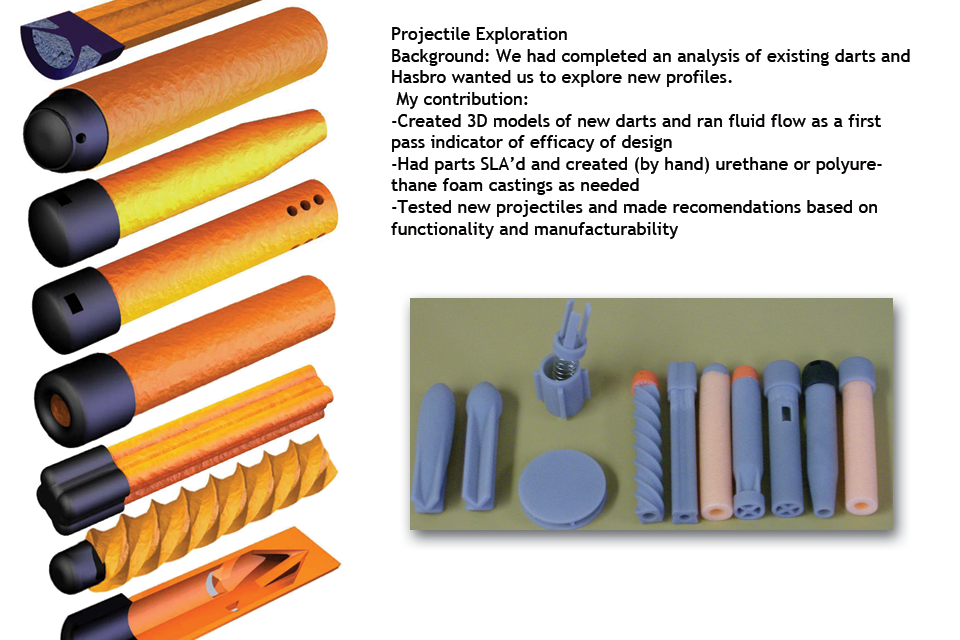 Projectile Exploration
Background: We had completed an analysis of existing darts and
Hasbro wanted us to explore new profiles.
My contribution:
-Created 3D models of new darts and ran fluid flow as a first
pass indicator of efficacy of design
-Had parts SLA’d and created (by hand) urethane or polyure-
thane foam castings as needed
-Tested new projectiles and made recomendations based on
functionality and manufacturability